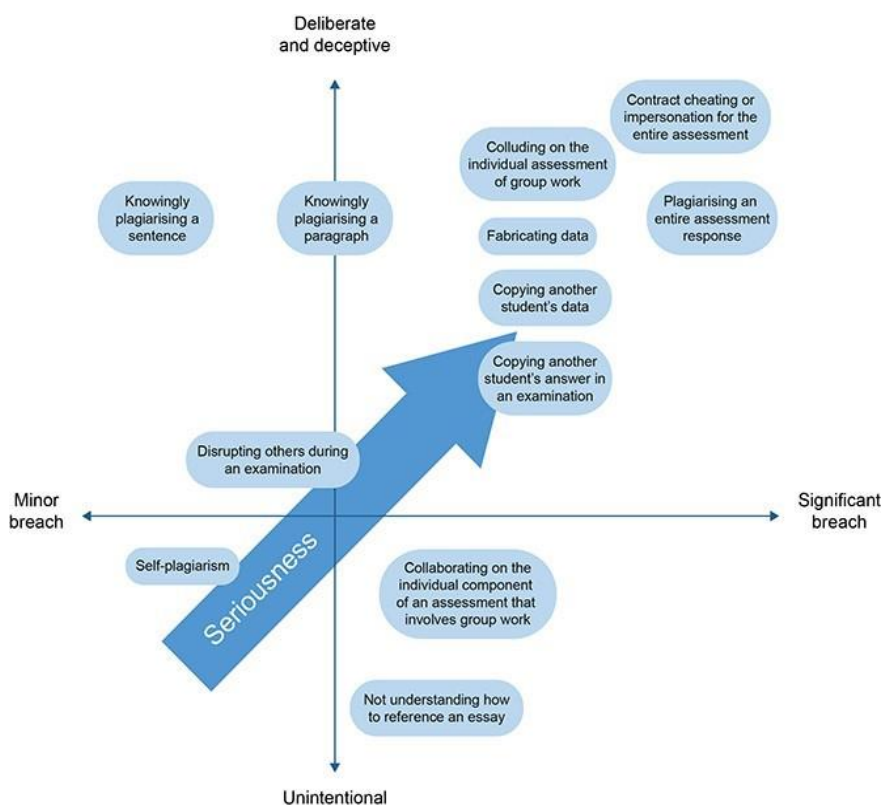 Deliberate
and deceptive
Contract cheating or
impersonation for the
entire assessment
Colluding on the
individual assessment
of group work
Knowingly
plagiarising a
sentence
Knowingly
plagiarising a
paragraph
Plagiarising an
entire assessment
response
Fabricating data
Copying another
student's data
Copying another
student's answer in
an examination
Disrupting others during
an examination
Minor
breach
Significant
breach
Self-plagiarism
Seriousness
Collaborating on the
individual component
of an assessment that
involves group work
Not understanding how
to reference an essay
Unintentional